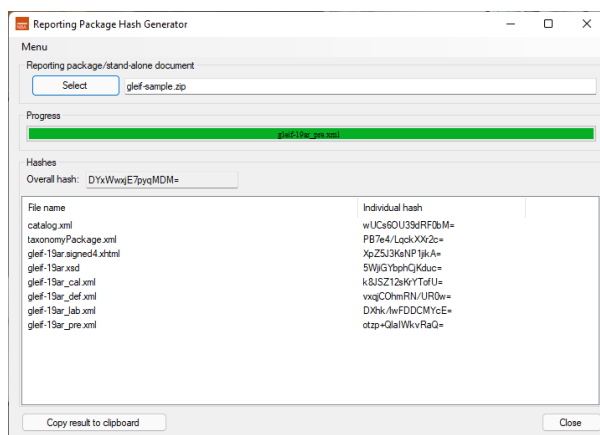 Reporting Package Hash Generator
Menu
Reporting package/stand-alone document
Select gleif-sample.zip
Progress
gleif-19ar_pre.xml
Hashes
Overall hash: DYxWwxjE7pyqMDM=
File name Individual hash
catalog.xml wUCs6OU39dRF0bM=
taxonomyPackage.xml PB7e4/LqckXXr2c=
gleif-19ar.signed4.xhtml XpZ5J3KsNP1jikA=
gleif-19ar.xsd 5WjiGYbphCjKduc=
gleif-19ar_cal.xml k8JSZ12sKrYTofU=
gleif-19ar_def.xml vxqjCOhmRN/UR0w=
gleif-19ar_lab.xml DXhk/IwFDDCMYcE=
gleif-19ar_pre.xml otzp+QlaIWkvRaQ=
Copy result to clipboard Close